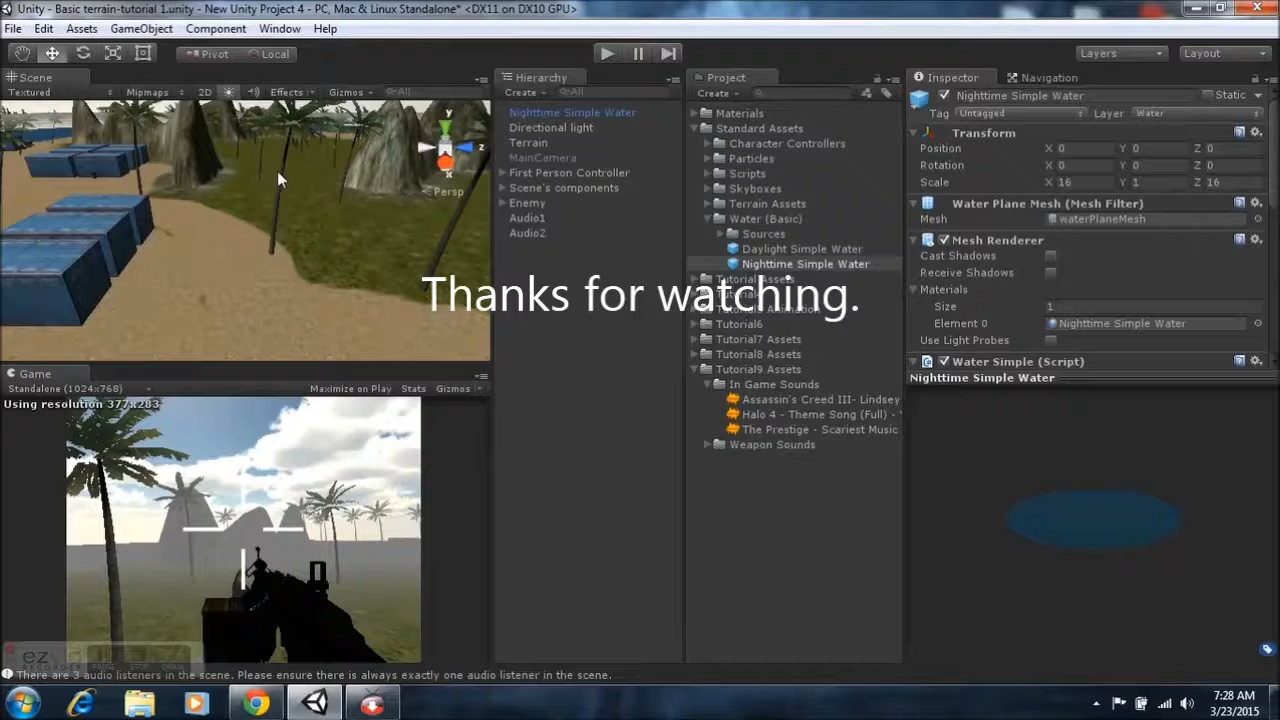 Unity - Basic terrain-tutorial 1.unity - New Unity Project 4 - PC, Mac & Linux Standalone* <DX11 on DX10 GPU>
File Edit Assets GameObject Component Window Help
Pivot Local Layers Layout
Scene Hierarchy Project Inspector Navigation
Textured Mipmaps 2D Effects Gizmos All Create All Create
Nighttime Simple Water Static
Tag Untagged Layer Water
Transform
Position X 0 Y 0 Z 0
Rotation X 0 Y 0 Z 0
Scale X 16 Y 1 Z 16
Water Plane Mesh (Mesh Filter)
Mesh waterPlaneMesh
Mesh Renderer
Cast Shadows
Receive Shadows
Materials
Size 1
Element 0 Nighttime Simple Water
Use Light Probes
Water Simple (Script)
Nighttime Simple Water
y
z
x
Persp
Nighttime Simple Water
Directional light
Terrain
MainCamera
First Person Controller
Scene's components
Enemy
Audio1
Audio2
Materials
Standard Assets
Character Controllers
Particles
Scripts
Skyboxes
Terrain Assets
Water (Basic)
Sources
Daylight Simple Water
Nighttime Simple Water
Tutorial6
Tutorial7 Assets
Tutorial8 Assets
Tutorial9 Assets
In Game Sounds
Assassin's Creed III- Lindsey
Halo 4 - Theme Song (Full) -
The Prestige - Scariest Music
Weapon Sounds
Thanks for watching.
Game
Standalone (1024x768) Maximize on Play Stats Gizmos
Using resolution 377x283
ez
RECORDER PAUSE STOP DRAW
There are 3 audio listeners in the scene. Please ensure there is always exactly one audio listener in the scene.
7:28 AM
3/23/2015